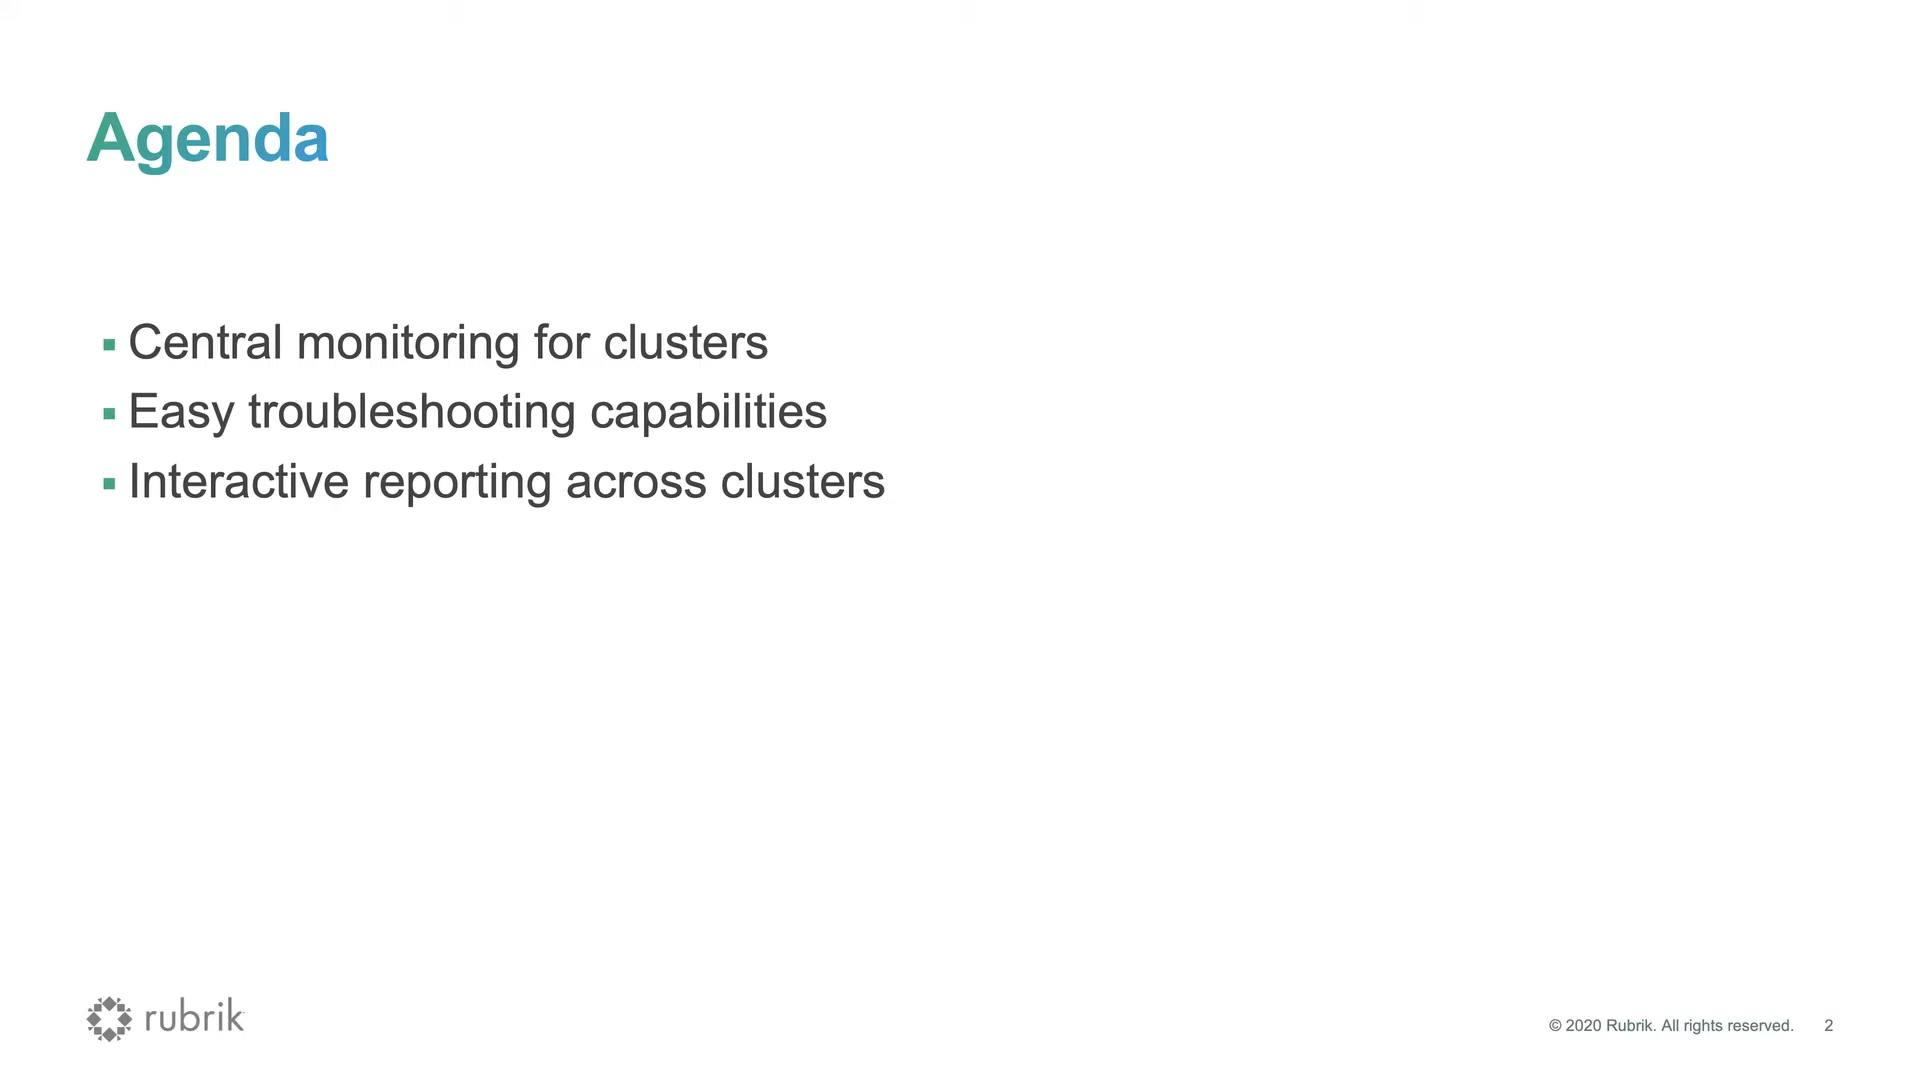 Agenda
▪ Central monitoring for clusters
▪ Easy troubleshooting capabilities
▪ Interactive reporting across clusters
rubrik
© 2020 Rubrik. All rights reserved. 2